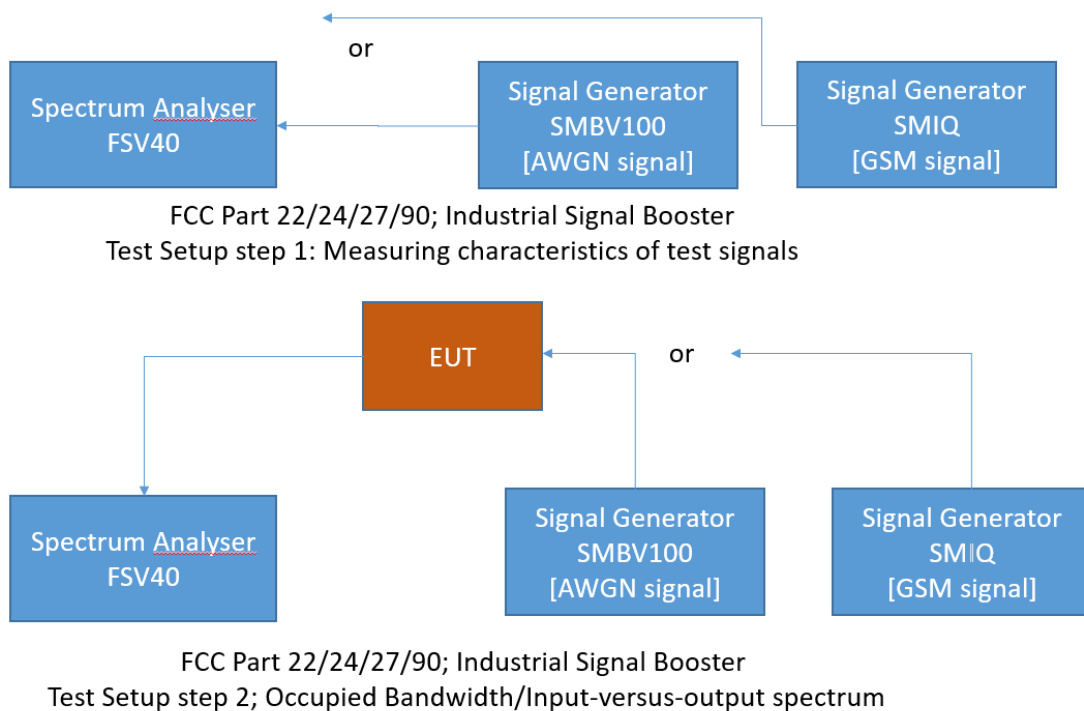 or
Spectrum Analyser
FSV40
Signal Generator
SMBV100
[AWGN signal]
Signal Generator
SMIQ
[GSM signal]
FCC Part 22/24/27/90; Industrial Signal Booster
Test Setup step 1: Measuring characteristics of test signals
EUT
or
Spectrum Analyser
FSV40
Signal Generator
SMBV100
[AWGN signal]
Signal Generator
SMIQ
[GSM signal]
FCC Part 22/24/27/90; Industrial Signal Booster
Test Setup step 2; Occupied Bandwidth/Input-versus-output spectrum